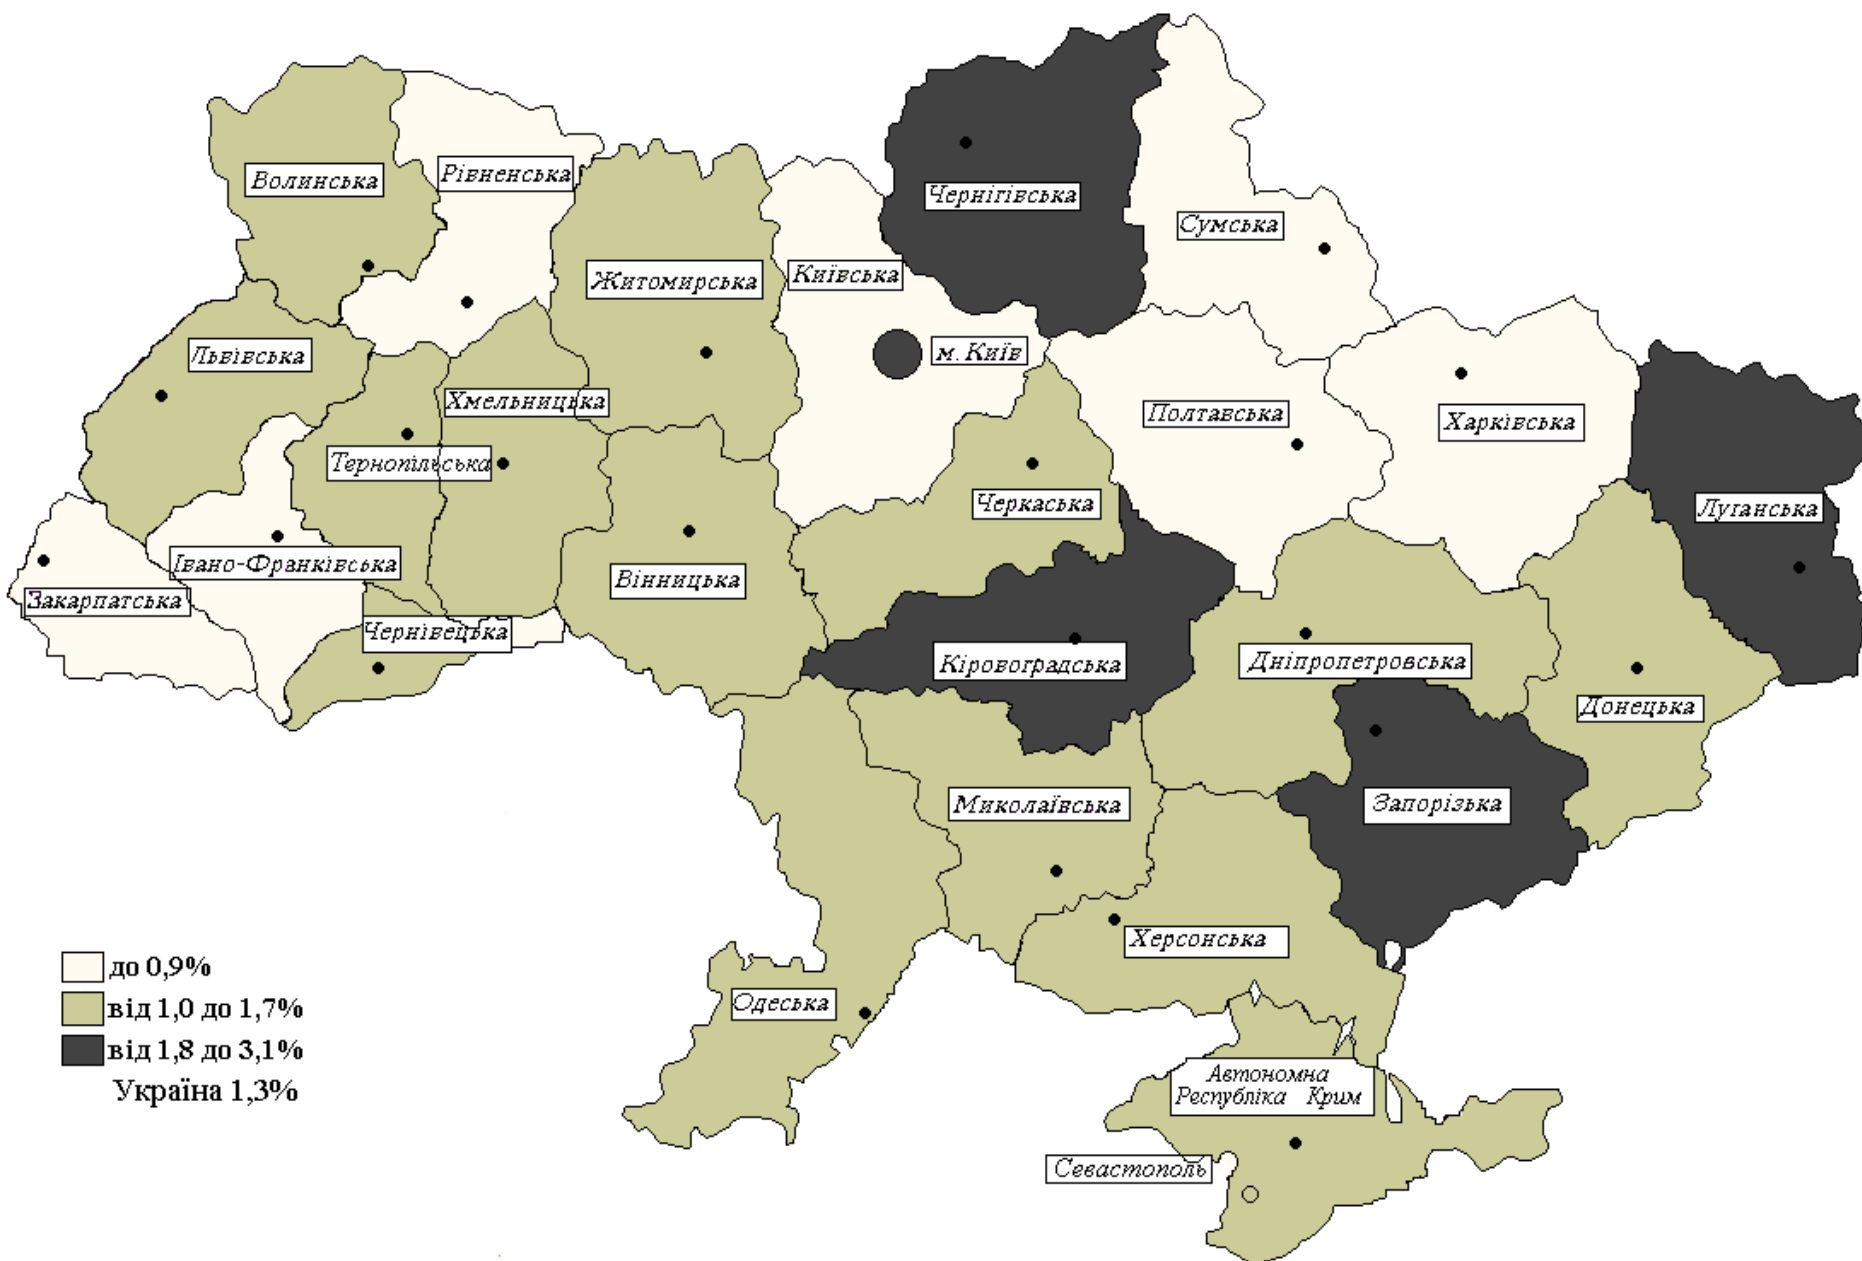 Волинська
Рівненська
Чернігівська
Сумська
Житомирська
Київська
Львівська
м. Київ
Хмельницька
Полтавська
Харківська
Тернопільська
Черкаська
Луганська
Івано-Франківська
Вінницька
Закарпатська
Чернівецька
Кіровоградська
Дніпропетровська
Донецька
Миколаївська
Запорізька
Херсонська
Одеська
до 0,9%
від 1,0 до 1,7%
від 1,8 до 3,1%
Україна 1,3%
Автономна
Республіка Крим
Севастополь